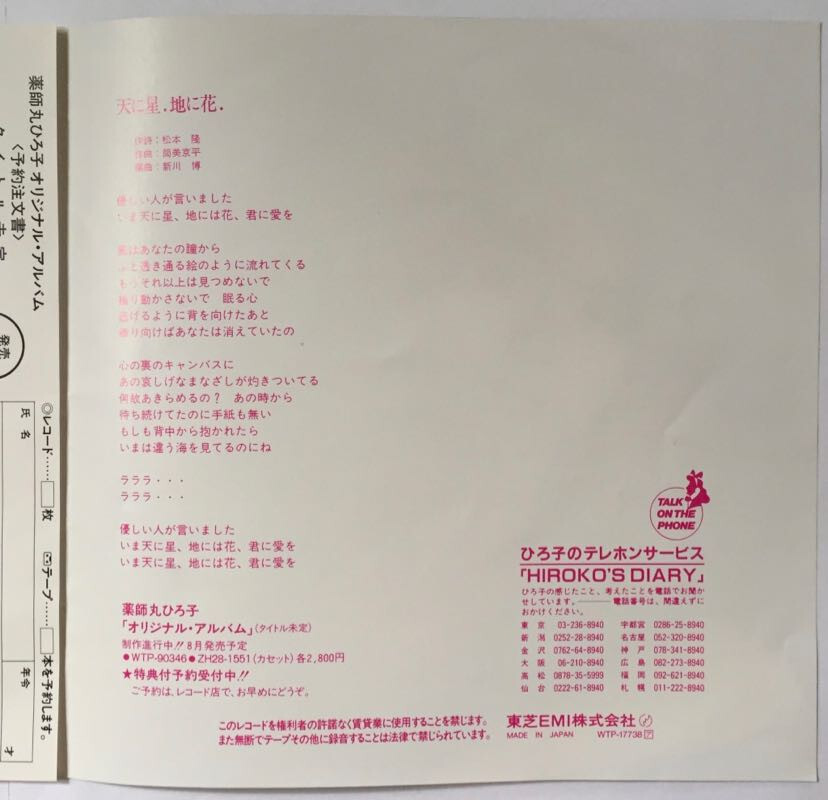 薬師丸ひろ子 オリジナル・アルバム
〈予約注文書〉
発売
◎レコード……□枚
テープ……□本を予約します。
氏名
年令
才
天に星.地に花.
作詩：松本 隆
作曲：筒美京平
編曲：新川 博
優しい人が言いました
いま天に星、地には花、君に愛を
はあなたの瞳から
ふと透き通る絵のように流れてくる
もうそれ以上は見つめないで
揺り動かさないで 眠る心
逃げるように背を向けたあと
振り向けばあなたは消えていたの
心の裏のキャンバスに
あの哀しげなまなざしが灼きついてる
何故あきらめるの？ あの時から
待ち続けてたのに手紙も無い
もしも背中から抱かれたら
いまは違う海を見てるのにね
ラララ・・・
ラララ・・・
優しい人が言いました
いま天に星、地には花、君に愛を
いま天に星、地には花、君に愛を
薬師丸ひろ子
「オリジナル・アルバム」(タイトル未定)
制作進行中!! 8月発売予定
●WTP-90346●ZH28-1551(カセット)各2,800円
★特典付予約受付中!!
ご予約は、レコード店で、お早めにどうぞ。
TALK
ON THE
PHONE
ひろ子のテレホンサービス
「HIROKO'S DIARY」
ひろ子の感じたこと、考えたことを電話でお聞か
せしています。———電話番号は、間違えずに
おかけください。
東京 03-236-8940 宇都宮 0286-25-8940
新潟 0252-28-8940 名古屋 052-320-8940
金沢 0762-64-8940 神戸 078-341-8940
大阪 06-210-8940 広島 082-273-8940
高松 0878-35-5999 福岡 092-621-8940
仙台 0222-61-8940 札幌 011-222-8940
このレコードを権利者の許諾なく賃貸業に使用することを禁じます。
また無断でテープその他に録音することは法律で禁じられています。
東芝EMI株式会社
MADE IN JAPAN WTP-17738 ア